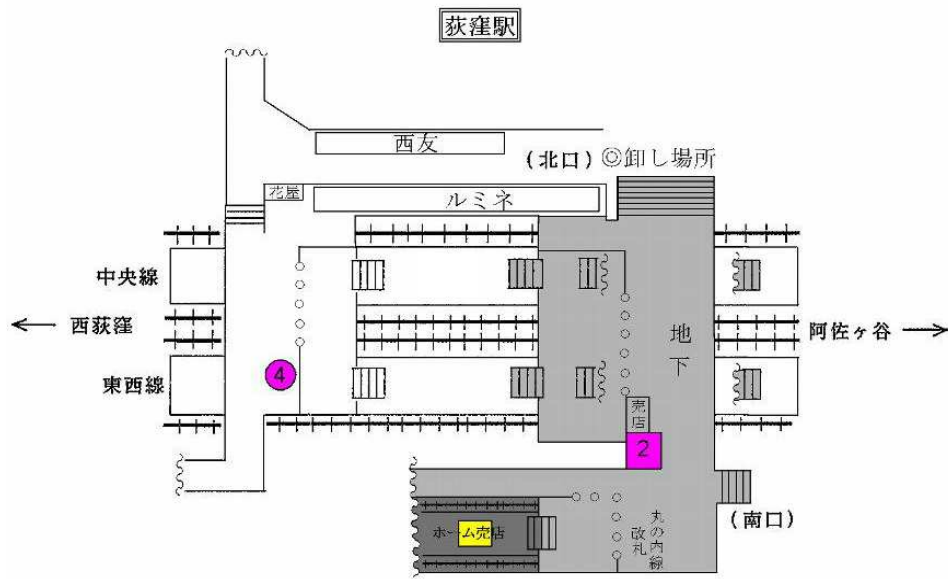 荻窪駅
西友
(北口) ◎卸し場所
花屋
ルミネ
中央線
← 西荻窪
地下
阿佐ヶ谷 →
東西線
4
売店
2
(南口)
ホーム売店
丸の内線
改札